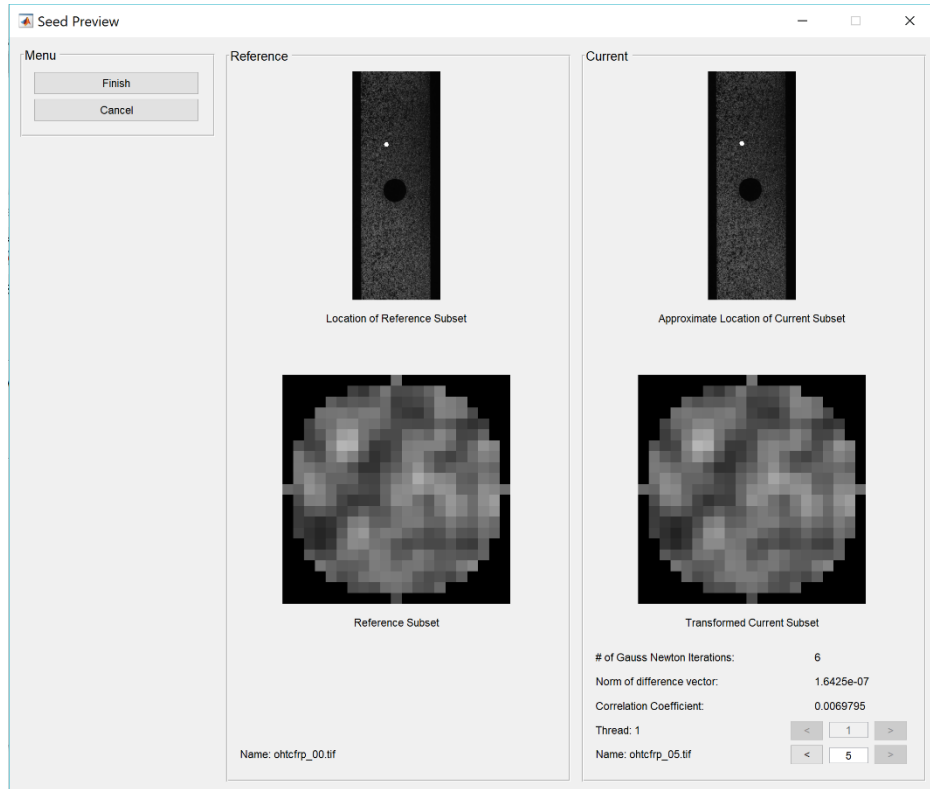 Seed Preview
Menu
Finish
Cancel
Reference
Location of Reference Subset
Reference Subset
Name: ohtcfrp_00.tif
Current
Approximate Location of Current Subset
Transformed Current Subset
# of Gauss Newton Iterations: 6
Norm of difference vector: 1.6425e-07
Correlation Coefficient: 0.0069795
Thread: 1 < 1 >
Name: ohtcfrp_05.tif < 5 >